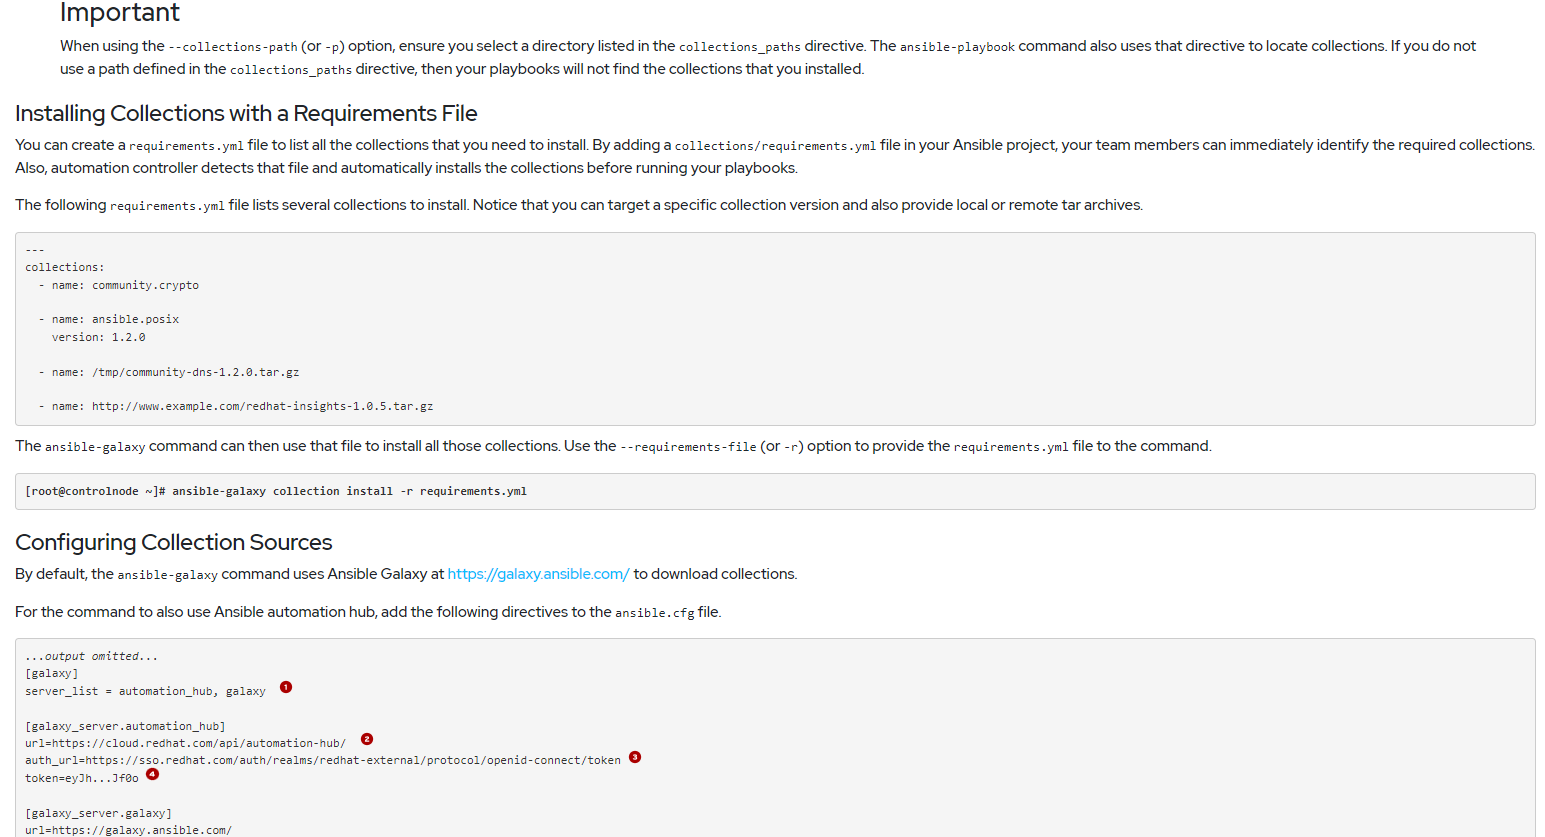 Important
When using the --collections-path (or -p) option, ensure you select a directory listed in the collections_paths directive. The ansible-playbook command also uses that directive to locate collections. If you do not
use a path defined in the collections_paths directive, then your playbooks will not find the collections that you installed.
Installing Collections with a Requirements File
You can create a requirements.yml file to list all the collections that you need to install. By adding a collections/requirements.yml file in your Ansible project, your team members can immediately identify the required collections.
Also, automation controller detects that file and automatically installs the collections before running your playbooks.
The following requirements.yml file lists several collections to install. Notice that you can target a specific collection version and also provide local or remote tar archives.
---
collections:
  - name: community.crypto
  - name: ansible.posix
    version: 1.2.0
  - name: /tmp/community-dns-1.2.0.tar.gz
  - name: http://www.example.com/redhat-insights-1.0.5.tar.gz
The ansible-galaxy command can then use that file to install all those collections. Use the --requirements-file (or -r) option to provide the requirements.yml file to the command.
[root@controlnode ~]# ansible-galaxy collection install -r requirements.yml
Configuring Collection Sources
By default, the ansible-galaxy command uses Ansible Galaxy at https://galaxy.ansible.com/ to download collections.
For the command to also use Ansible automation hub, add the following directives to the ansible.cfg file.
...output omitted...
[galaxy]
server_list = automation_hub, galaxy 1
[galaxy_server.automation_hub]
url=https://cloud.redhat.com/api/automation-hub/ 2
auth_url=https://sso.redhat.com/auth/realms/redhat-external/protocol/openid-connect/token 3
token=eyJh...Jf0o 4
[galaxy_server.galaxy]
url=https://galaxy.ansible.com/